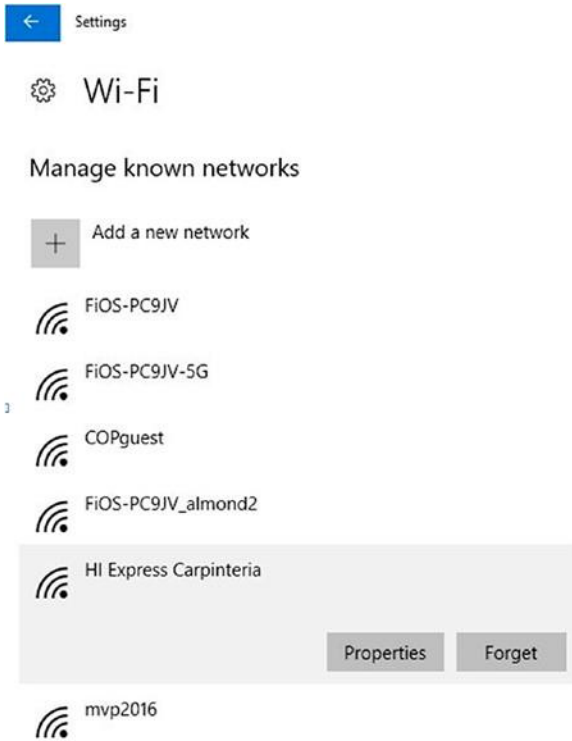 Settings
Wi-Fi
Manage known networks
Add a new network
FiOS-PC9JV
FiOS-PC9JV-5G
COPguest
FiOS-PC9JV_almond2
HI Express Carpinteria
Properties Forget
mvp2016